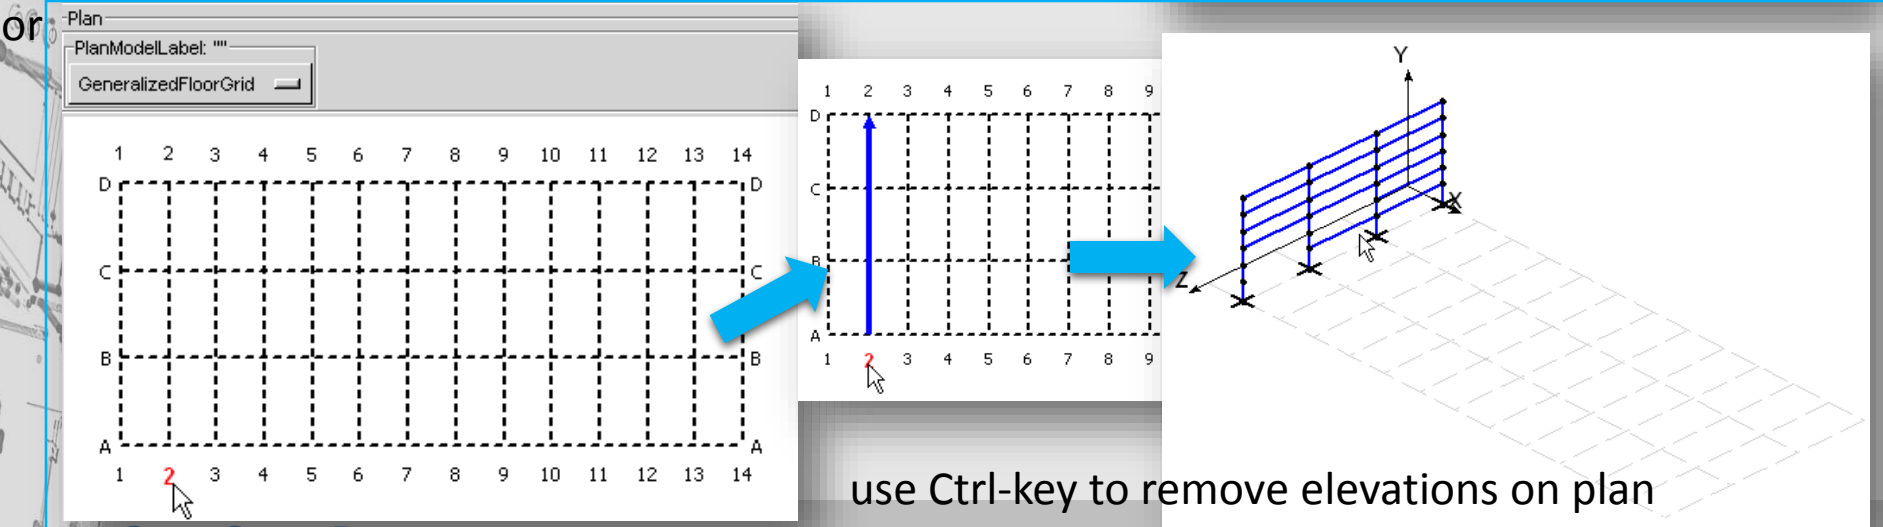 or
Plan
PlanModelLabel: ""
GeneralizedFloorGrid
1 2 3 4 5 6 7 8 9 10 11 12 13 14
D D
C C
B B
A A
1 2 3 4 5 6 7 8 9 10 11 12 13 14
1 2 3 4 5 6 7 8 9
D
C
B
A
1 2 3 4 5 6 7 8 9
Y
X
Z
use Ctrl-key to remove elevations on plan